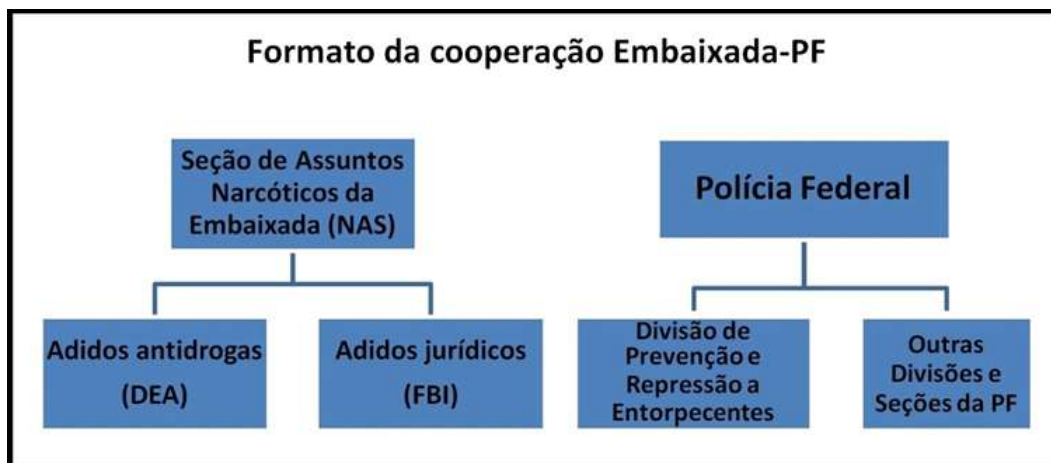 Formato da cooperação Embaixada-PF
Seção de Assuntos
Narcóticos da
Embaixada (NAS)
Polícia Federal
Adidos antidrogas
(DEA)
Adidos jurídicos
(FBI)
Divisão de
Prevenção e
Repressão a
Entorpecentes
Outras
Divisões e
Seções da PF